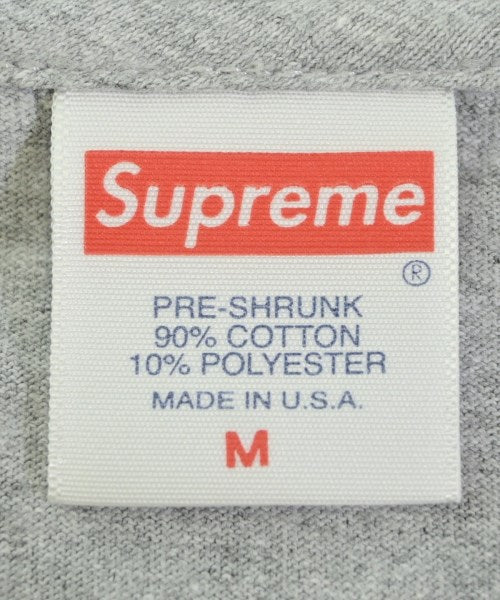 Supreme
®
PRE-SHRUNK
90% COTTON
10% POLYESTER
MADE IN U.S.A.
M